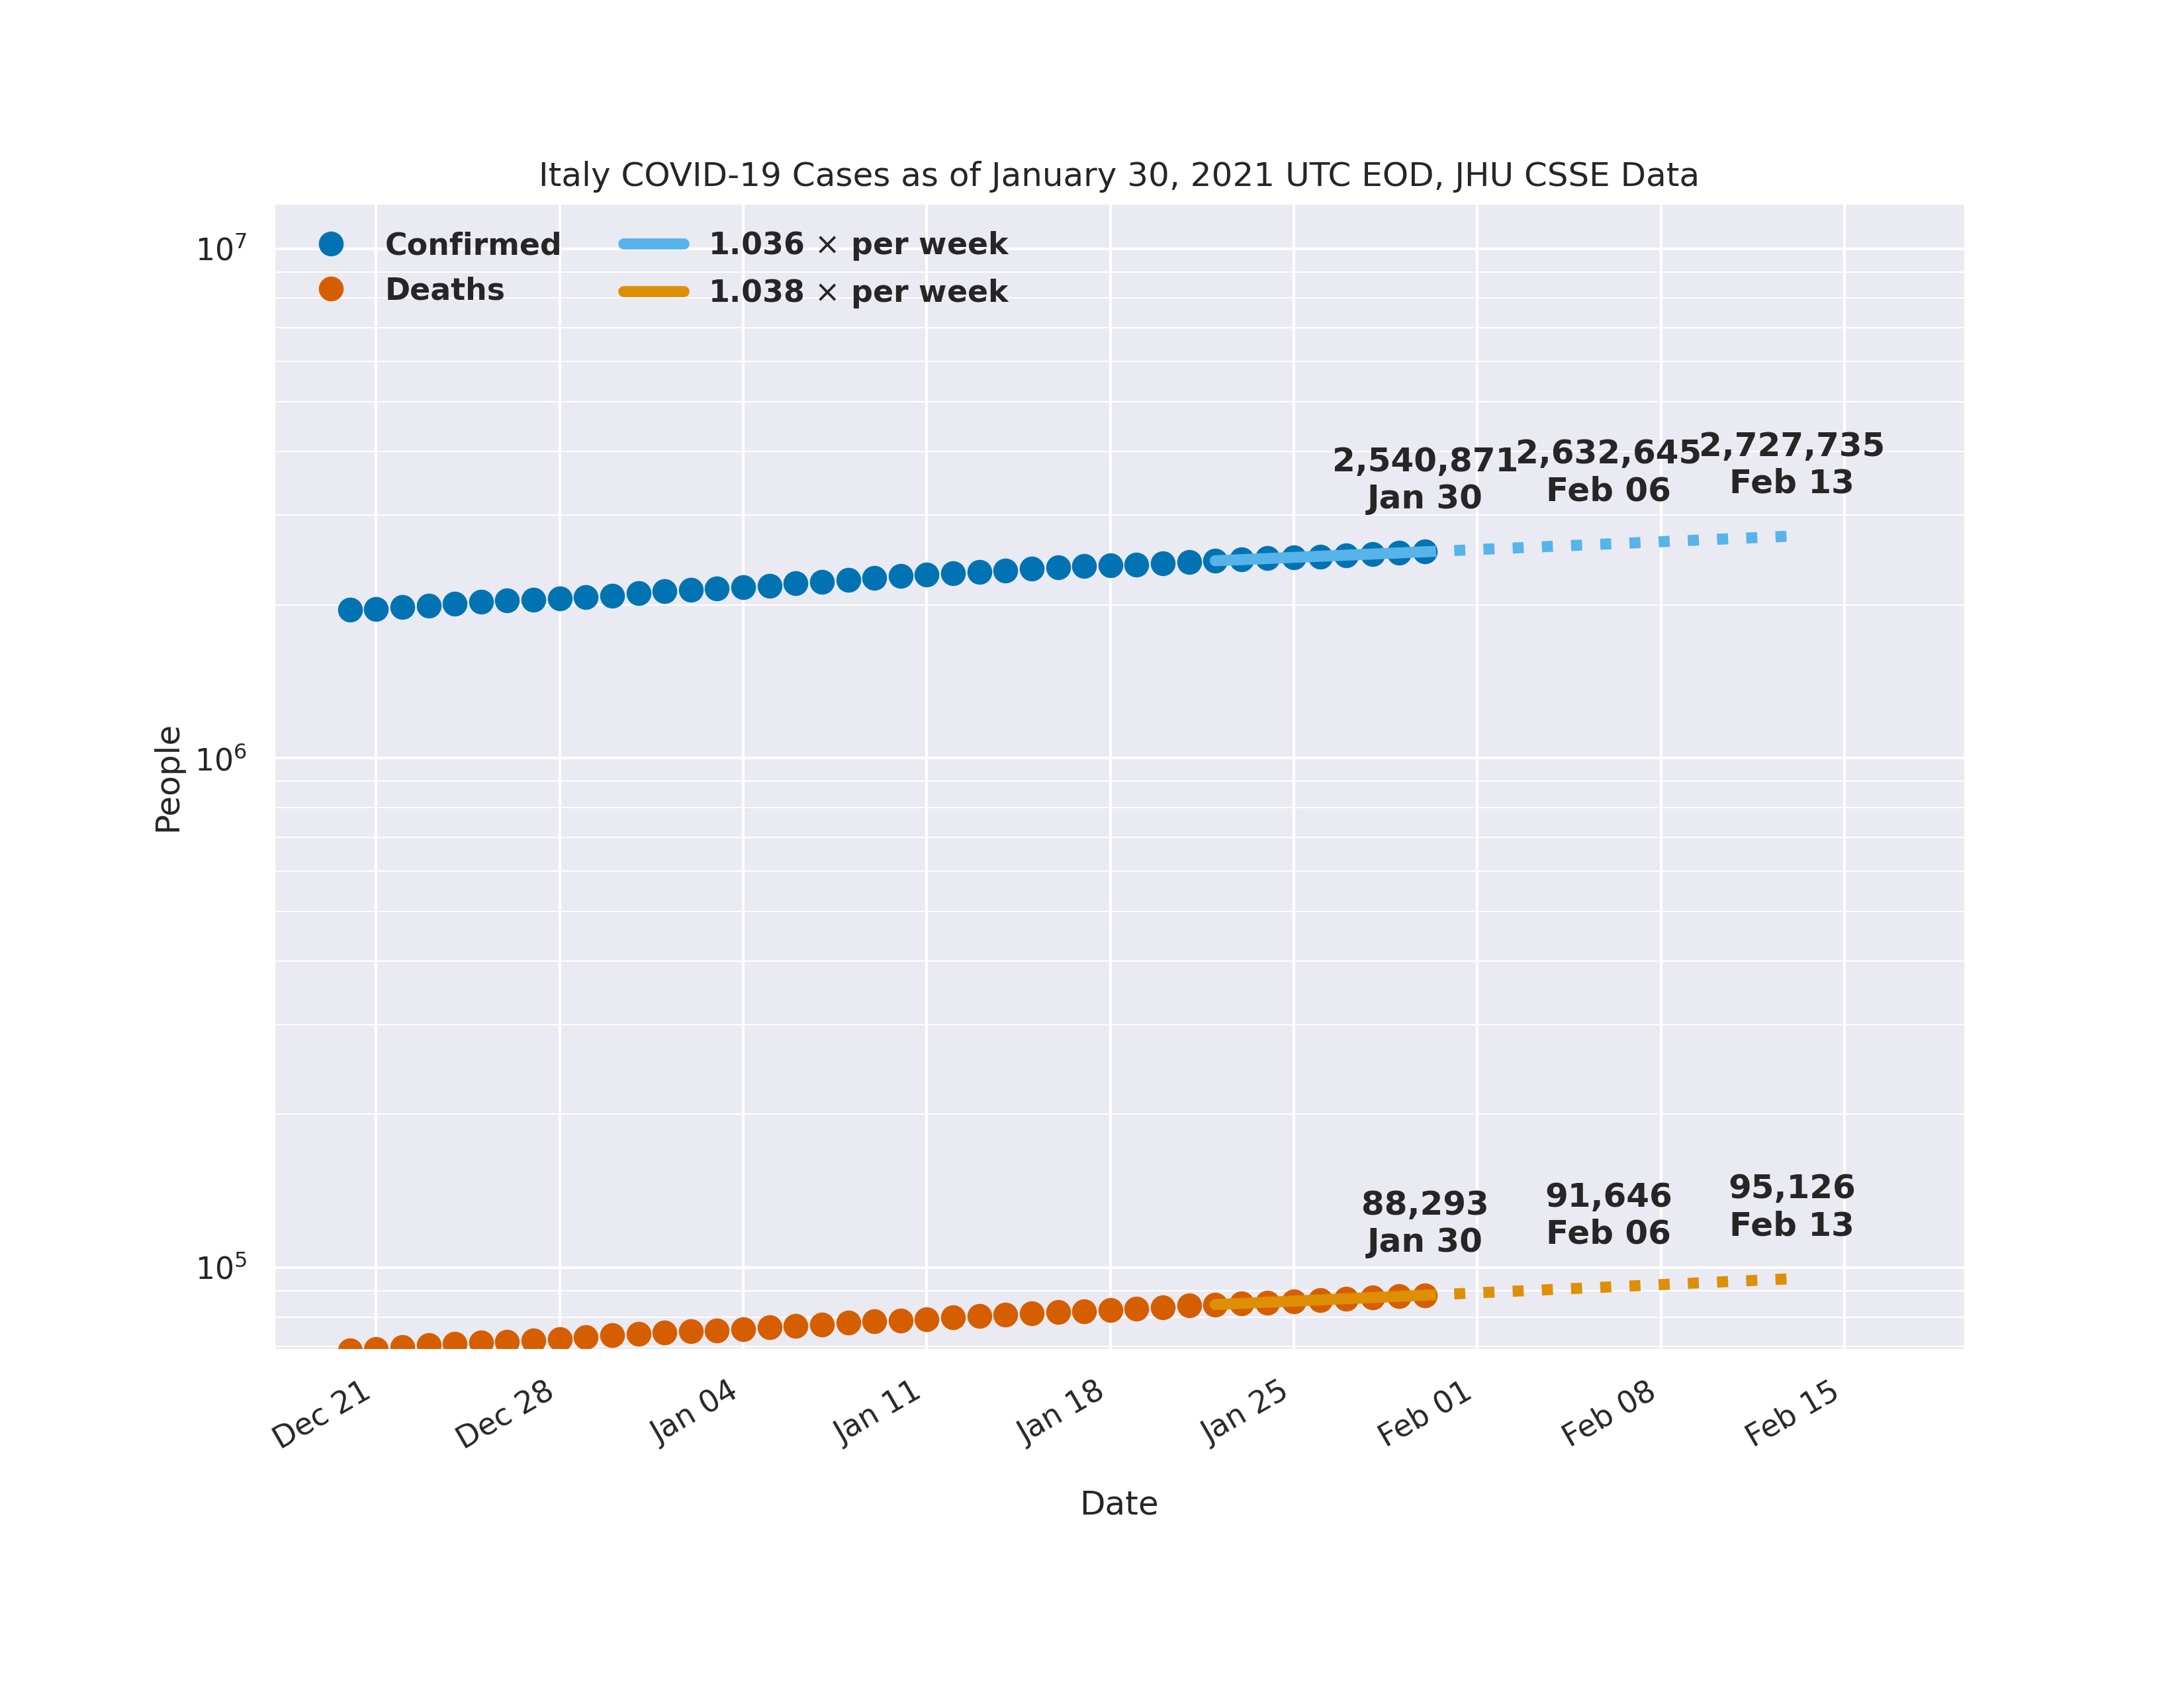 Italy COVID-19 Cases as of January 30, 2021 UTC EOD, JHU CSSE Data
Confirmed
Deaths
1.036 × per week
1.038 × per week
10⁷
10⁶
10⁵
People
2,540,871
Jan 30
2,632,645
Feb 06
2,727,735
Feb 13
88,293
Jan 30
91,646
Feb 06
95,126
Feb 13
Dec 21
Dec 28
Jan 04
Jan 11
Jan 18
Jan 25
Feb 01
Feb 08
Feb 15
Date